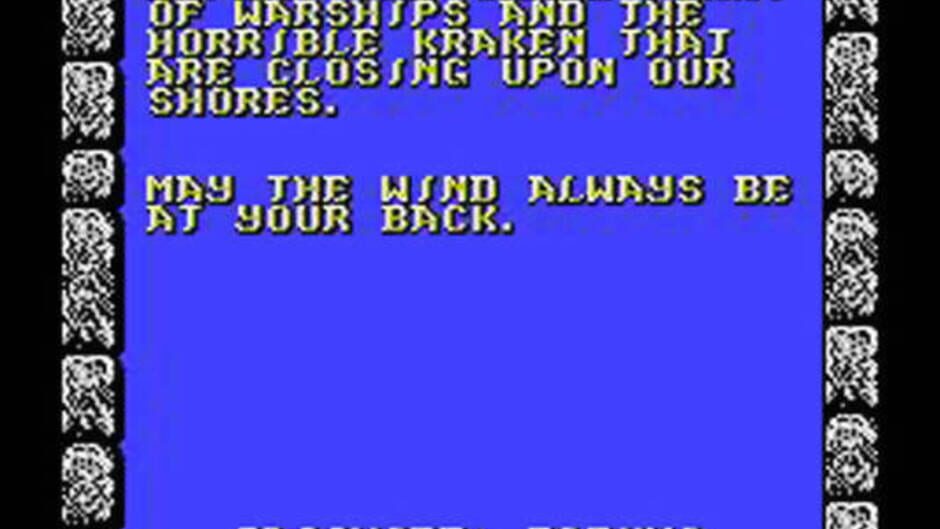 OF WARSHIPS AND THE
HORRIBLE KRAKEN THAT
ARE CLOSING UPON OUR
SHORES.
MAY THE WIND ALWAYS BE
AT YOUR BACK.